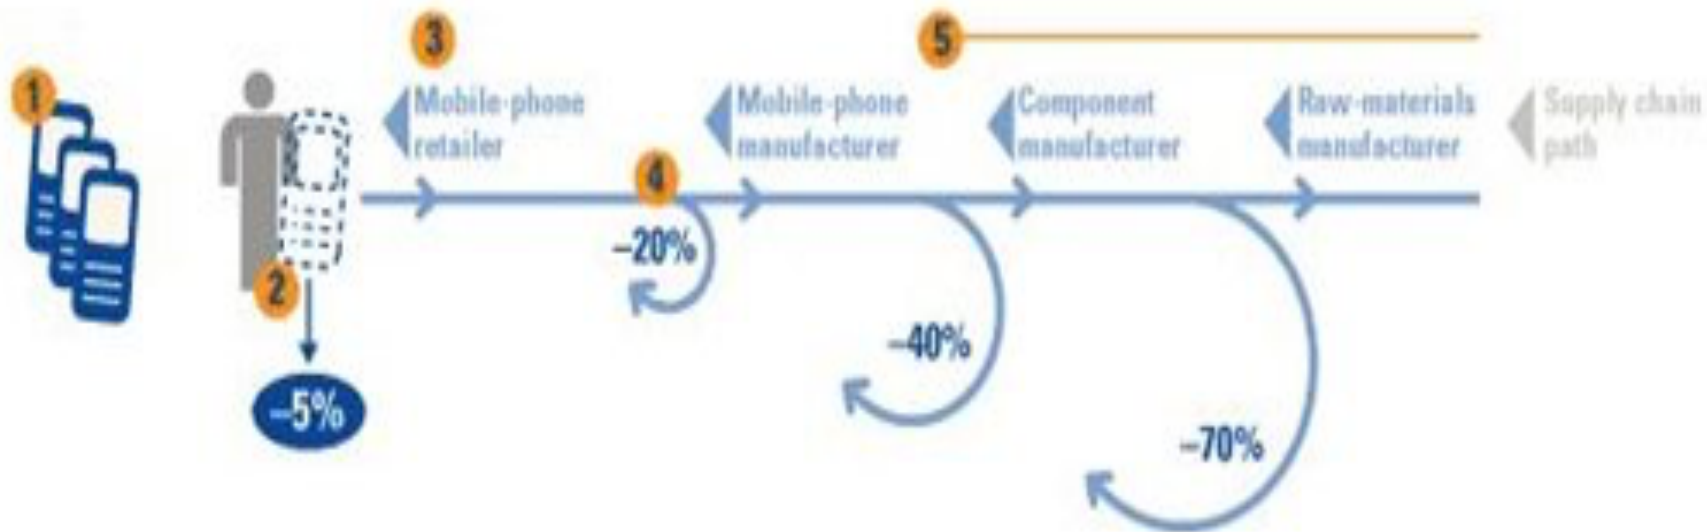 1
3
5
Mobile-phone
retailer
Mobile-phone
manufacturer
Component
manufacturer
Raw-materials
manufacturer
Supply chain
path
4
2
–20%
–40%
–5%
–70%